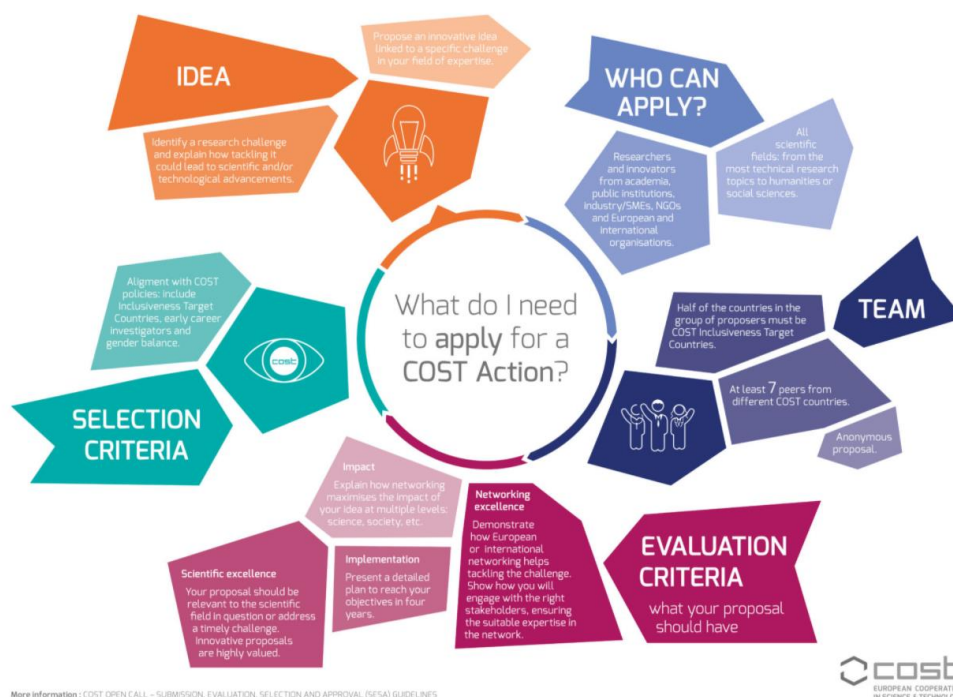 IDEA
Propose an innovative idea
linked to a specific challenge
in your field of expertise.
Identify a research challenge
and explain how tackling it
could lead to scientific and/or
technological advancements.
WHO CAN
APPLY?
Researchers
and innovators
from academia,
public institutions,
industry/SMEs, NGOs
and European and
international
organisations.
All
scientific
fields: from the
most technical research
topics to humanities or
social sciences.
What do I need
to apply for a
COST Action?
TEAM
Half of the countries in the
group of proposers must be
COST Inclusiveness Target
Countries.
At least 7 peers from
different COST countries.
Anonymous
proposal.
EVALUATION
CRITERIA
what your proposal
should have
Networking
excellence
Demonstrate
how European
or international
networking helps
tackling the challenge.
Show how you will
engage with the right
stakeholders, ensuring
the suitable expertise in
the network.
Impact
Explain how networking
maximises the impact of
your idea at multiple levels:
science, society, etc.
Implementation
Present a detailed
plan to reach your
objectives in four
years.
Scientific excellence
Your proposal should be
relevant to the scientific
field in question or address
a timely challenge.
Innovative proposals
are highly valued.
SELECTION
CRITERIA
Aligment with COST
policies: include
Inclusiveness Target
Countries, early career
investigators and
gender balance.
cost
More information : COST OPEN CALL – SUBMISSION, EVALUATION, SELECTION AND APPROVAL (SESA) GUIDELINES
cost
EUROPEAN COOPERAT
IN SCIENCE & TECHNOLO